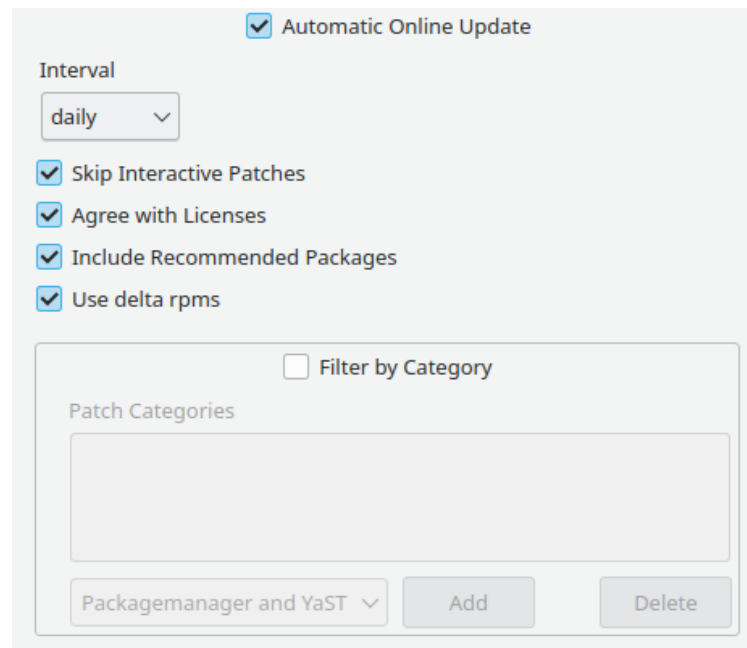 Automatic Online Update
Interval
daily
Skip Interactive Patches
Agree with Licenses
Include Recommended Packages
Use delta rpms
Filter by Category
Patch Categories
Packagemanager and YaST Add Delete